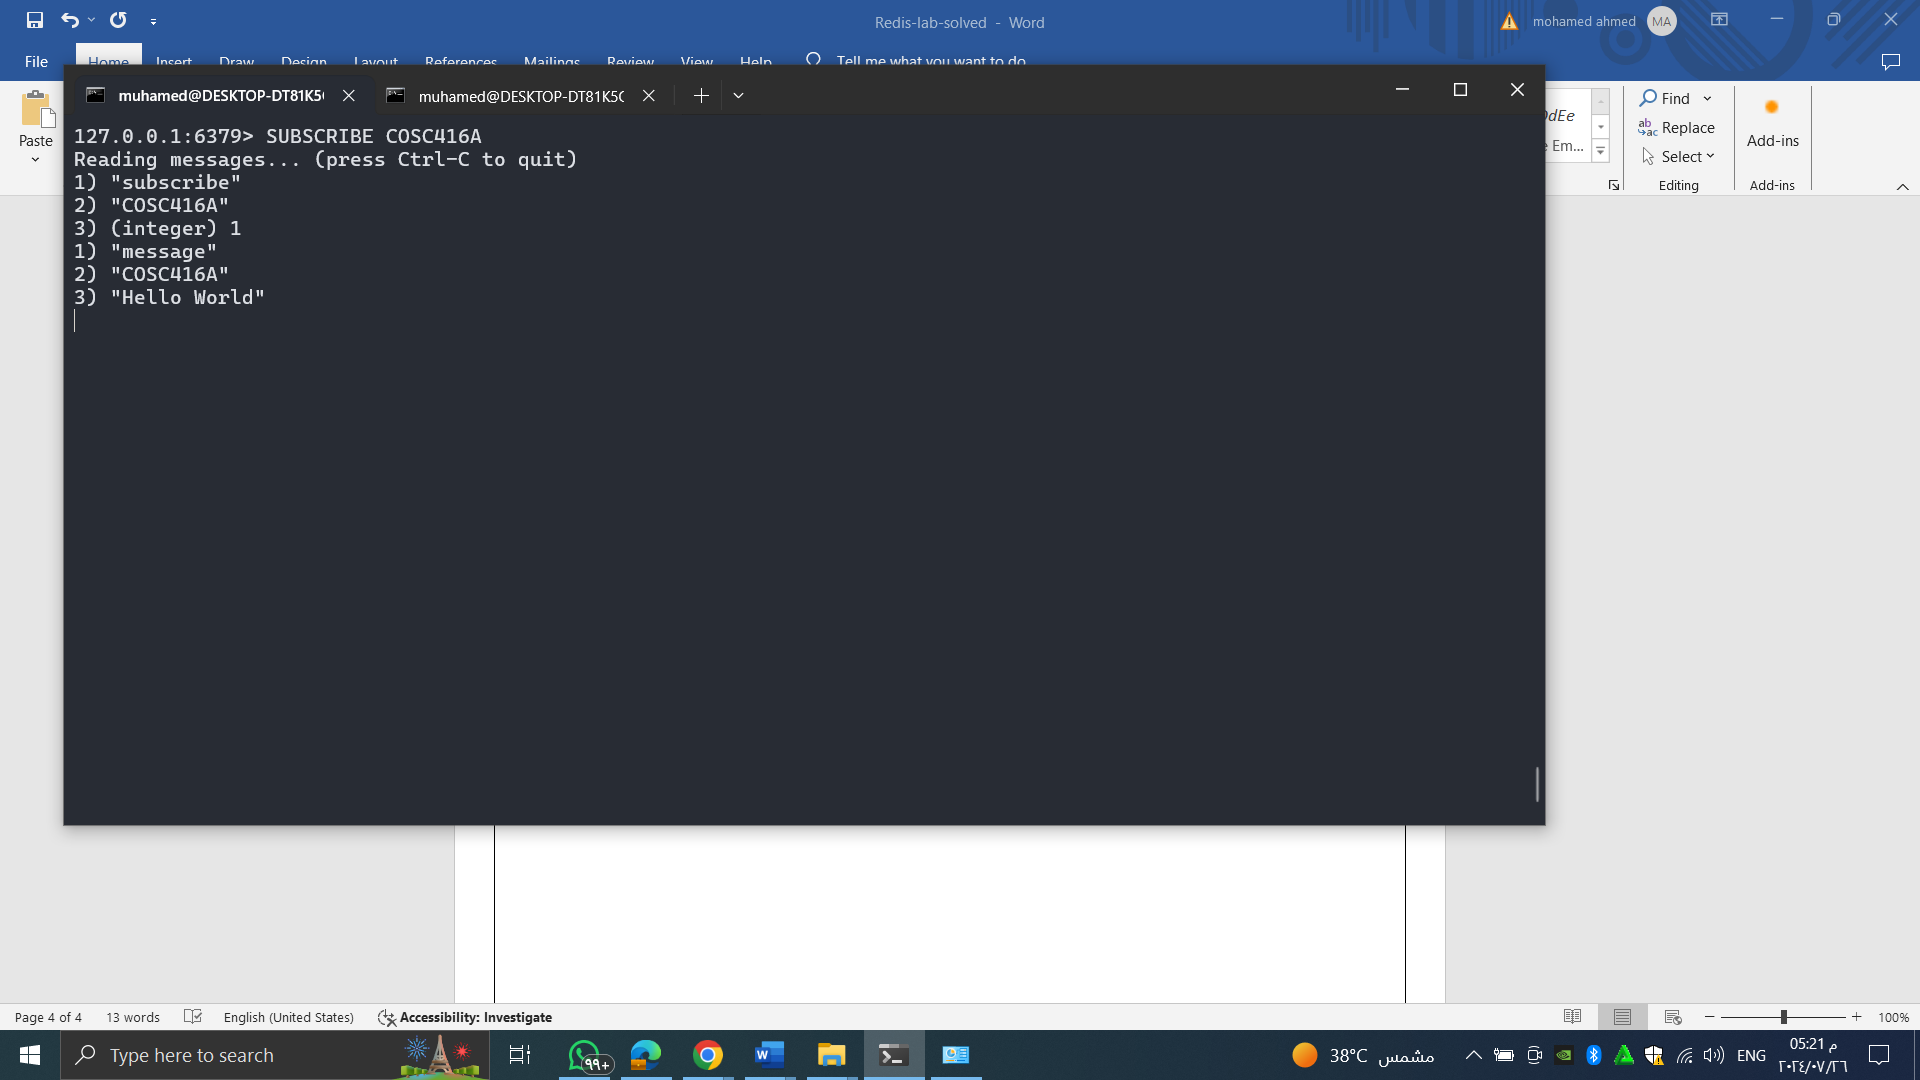 Redis-lab-solved - Word
mohamed ahmed
MA
File
Home
Insert
Draw
Design
Layout
References
Mailings
Review
View
Help
Tell me what you want to do
muhamed@DESKTOP-DT81K5
muhamed@DESKTOP-DT81K5
Paste
127.0.0.1:6379> SUBSCRIBE COSC416A
Reading messages... (press Ctrl-C to quit)
1) "subscribe"
2) "COSC416A"
3) (integer) 1
1) "message"
2) "COSC416A"
3) "Hello World"
Em...
Find
Replace
Select
Editing
Add-ins
Add-ins
Page 4 of 4
13 words
English (United States)
Accessibility: Investigate
100%
Type here to search
٩٩+
38°C مشمس
ENG
05:21 م
٢٠٢٤/٠٧/٢٦